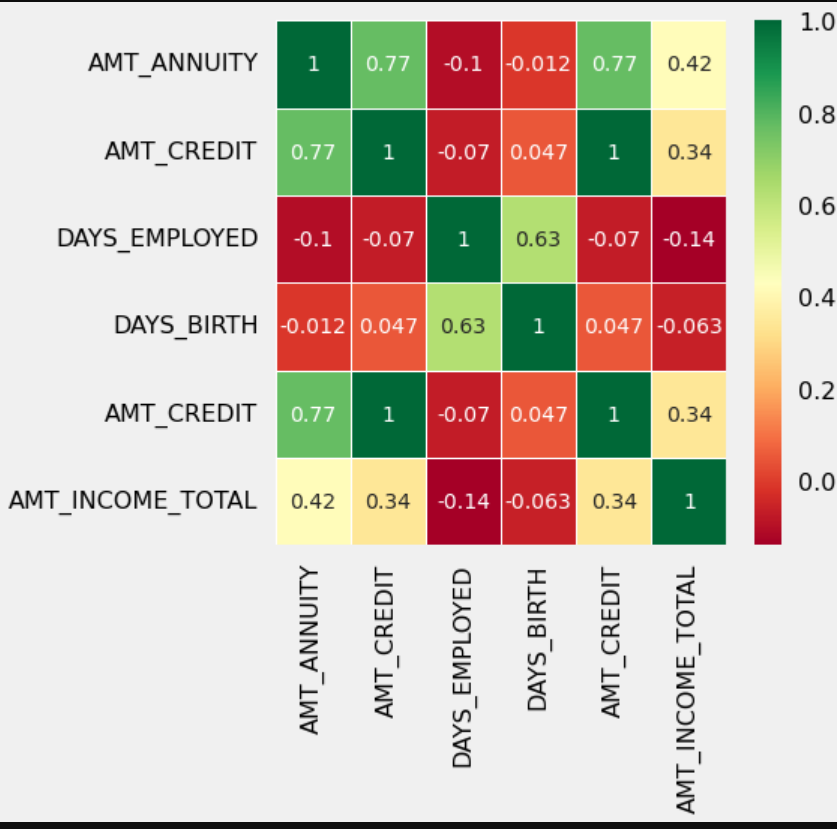 1.0
AMT_ANNUITY 1 0.77 -0.1 -0.012 0.77 0.42
0.8
AMT_CREDIT 0.77 1 -0.07 0.047 1 0.34
0.6
DAYS_EMPLOYED -0.1 -0.07 1 0.63 -0.07 -0.14
0.4
DAYS_BIRTH -0.012 0.047 0.63 1 0.047 -0.063
0.2
AMT_CREDIT 0.77 1 -0.07 0.047 1 0.34
0.0
AMT_INCOME_TOTAL 0.42 0.34 -0.14 -0.063 0.34 1
AMT_ANNUITY
AMT_CREDIT
DAYS_EMPLOYED
DAYS_BIRTH
AMT_CREDIT
AMT_INCOME_TOTAL